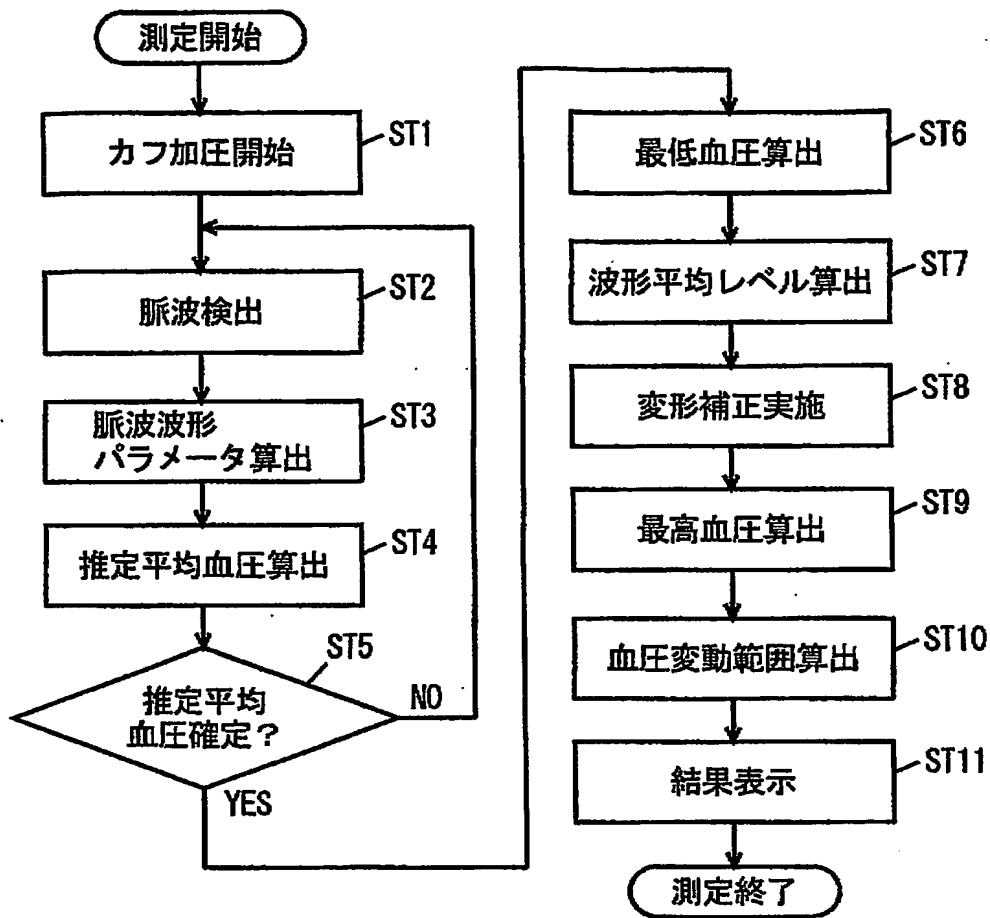 測定開始
カフ加圧開始
ST1
脈波検出
ST2
脈波波形
パラメータ算出
ST3
推定平均血圧算出
ST4
ST5
推定平均
血圧確定？
NO
YES
最低血圧算出
ST6
波形平均レベル算出
ST7
変形補正実施
ST8
最高血圧算出
ST9
血圧変動範囲算出
ST10
結果表示
ST11
測定終了